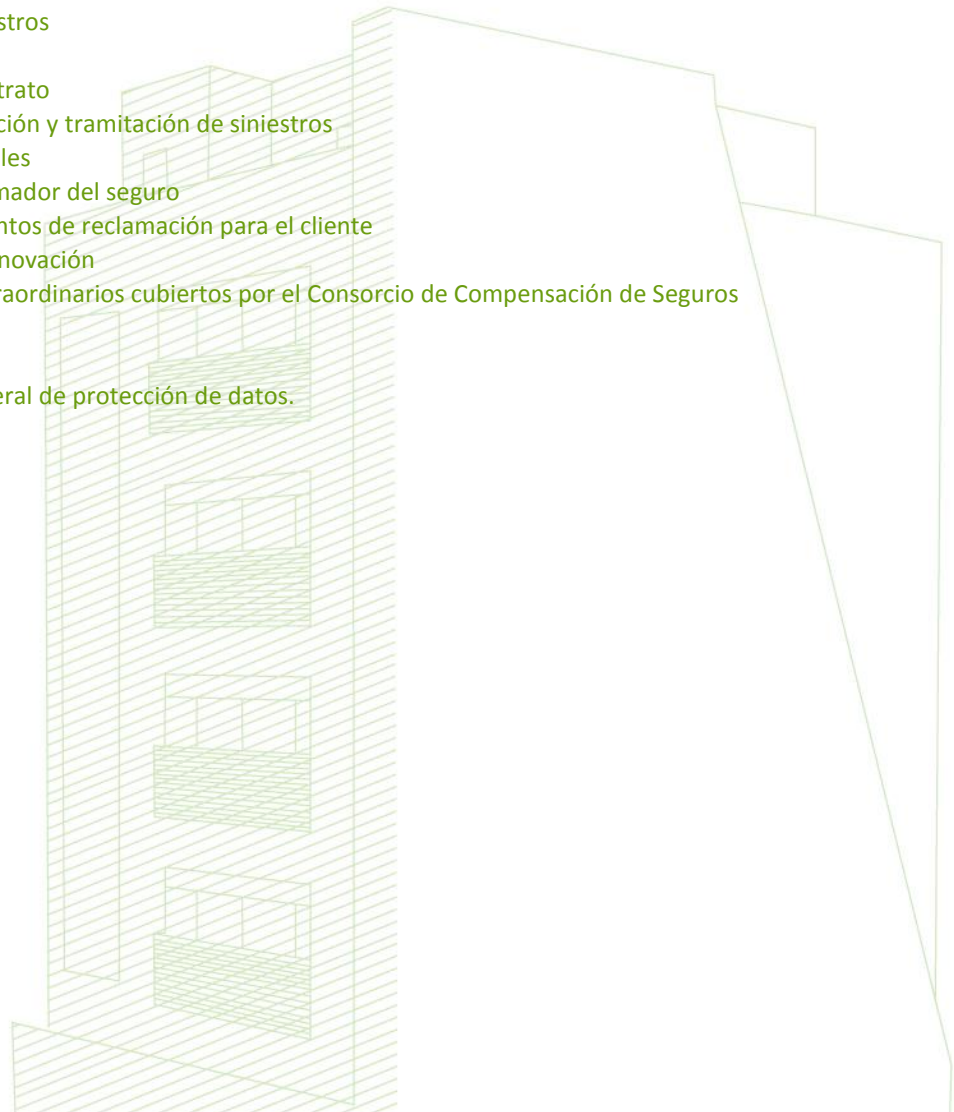 stros
trato
ción y tramitación de siniestros
les
mador del seguro
ntos de reclamación para el cliente
novación
raordinarios cubiertos por el Consorcio de Compensación de Seguros
eral de protección de datos.